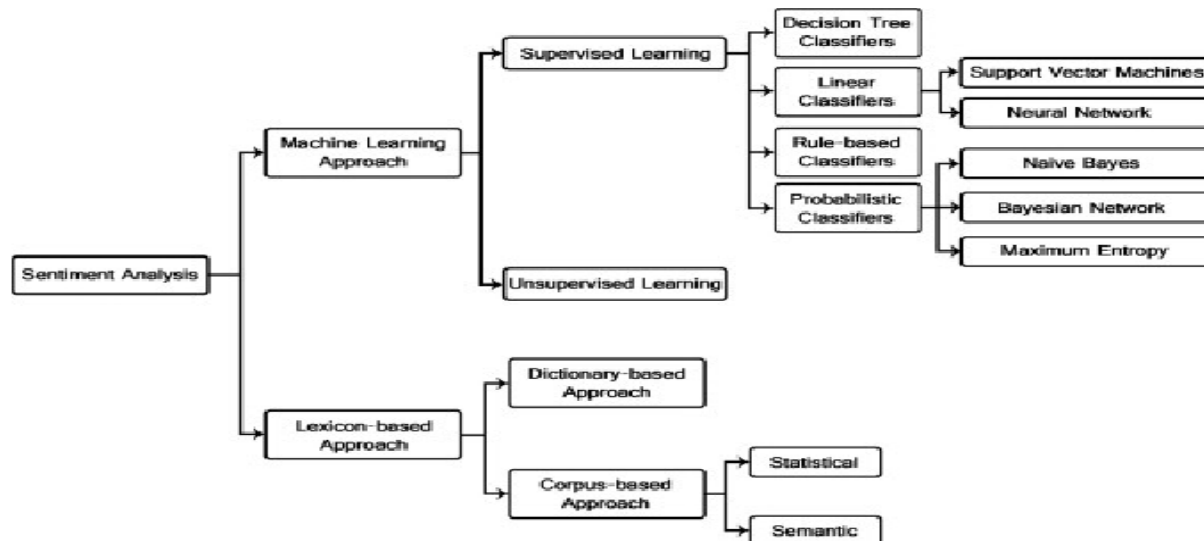 Decision Tree
Classifiers
Supervised Learning
Linear
Classifiers
Support Vector Machines
Neural Network
Machine Learning
Approach
Rule-based
Classifiers
Naive Bayes
Probabilistic
Classifiers
Bayesian Network
Maximum Entropy
Sentiment Analysis
Unsupervised Learning
Dictionary-based
Approach
Lexicon-based
Approach
Statistical
Corpus-based
Approach
Semantic